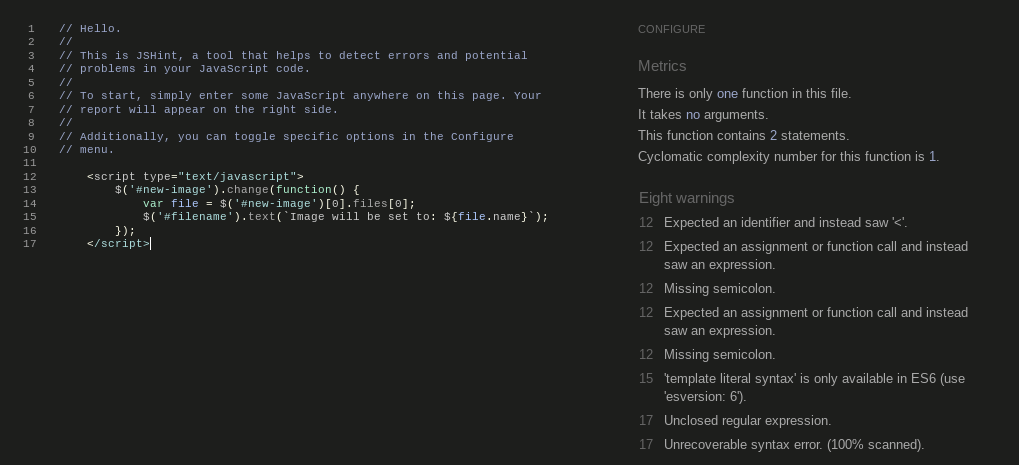 1 // Hello.
2 //
3 // This is JSHint, a tool that helps to detect errors and potential
4 // problems in your JavaScript code.
5 //
6 // To start, simply enter some JavaScript anywhere on this page. Your
7 // report will appear on the right side.
8 //
9 // Additionally, you can toggle specific options in the Configure
10 // menu.
11
12 <script type="text/javascript">
13 $('#new-image').change(function() {
14 var file = $('#new-image')[0].files[0];
15 $('#filename').text(`Image will be set to: ${file.name}`);
16 });
17 </script>
CONFIGURE
Metrics
There is only one function in this file.
It takes no arguments.
This function contains 2 statements.
Cyclomatic complexity number for this function is 1.
Eight warnings
12 Expected an identifier and instead saw '<'.
12 Expected an assignment or function call and instead
saw an expression.
12 Missing semicolon.
12 Expected an assignment or function call and instead
saw an expression.
12 Missing semicolon.
15 'template literal syntax' is only available in ES6 (use
'esversion: 6').
17 Unclosed regular expression.
17 Unrecoverable syntax error. (100% scanned).